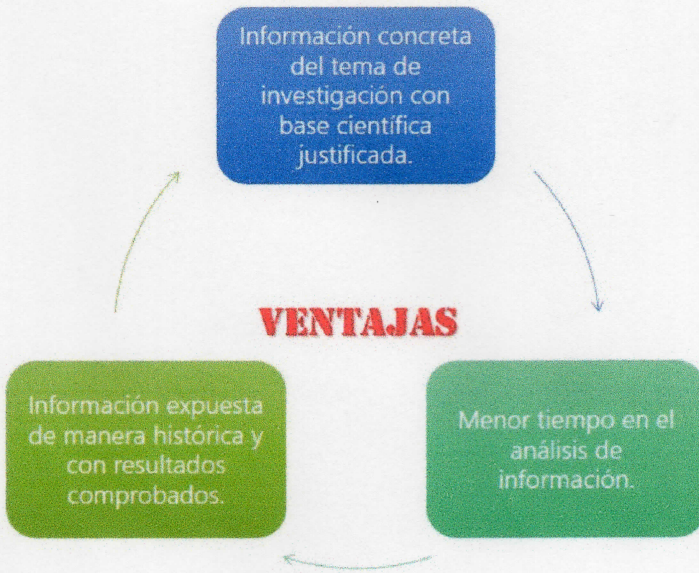 Información concreta
del tema de
investigación con
base científica
justificada.
VENTAJAS
Menor tiempo en el
análisis de
información.
Información expuesta
de manera histórica y
con resultados
comprobados.